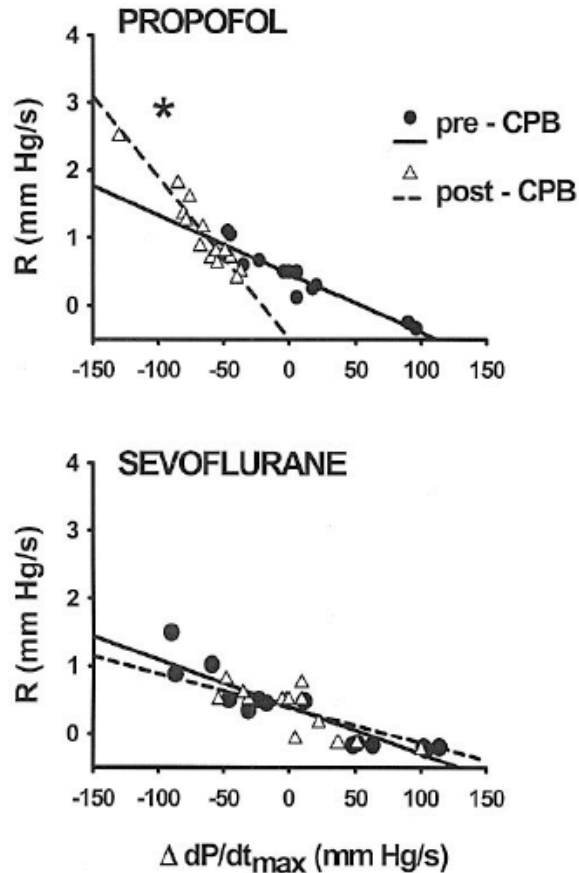 PROPOFOL
R (mm Hg/s)
4
3
2
1
0
*
pre - CPB
post - CPB
-150 -100 -50 0 50 100 150
SEVOFLURANE
R (mm Hg/s)
4
3
2
1
0
-150 -100 -50 0 50 100 150
Δ dP/dtmax (mm Hg/s)